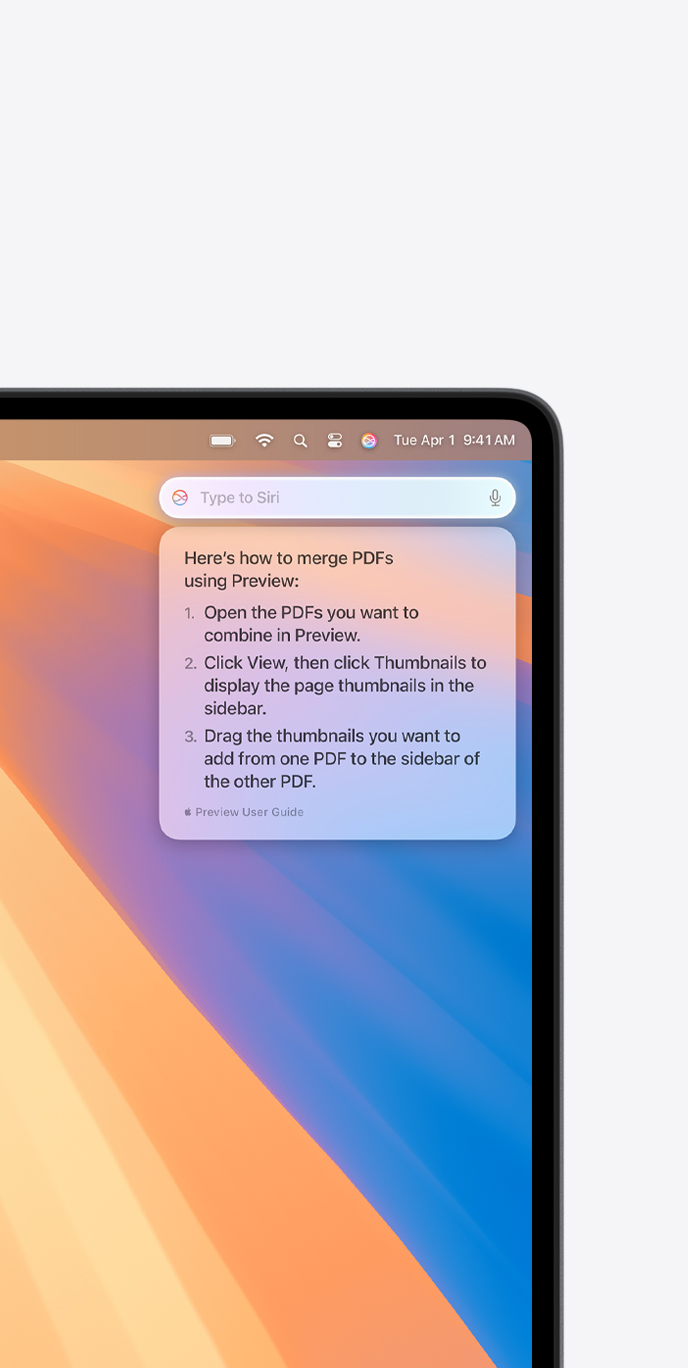 Tue Apr 1 9:41 AM
Type to Siri
Here’s how to merge PDFs
using Preview:
1. Open the PDFs you want to
combine in Preview.
2. Click View, then click Thumbnails to
display the page thumbnails in the
sidebar.
3. Drag the thumbnails you want to
add from one PDF to the sidebar of
the other PDF.
Preview User Guide